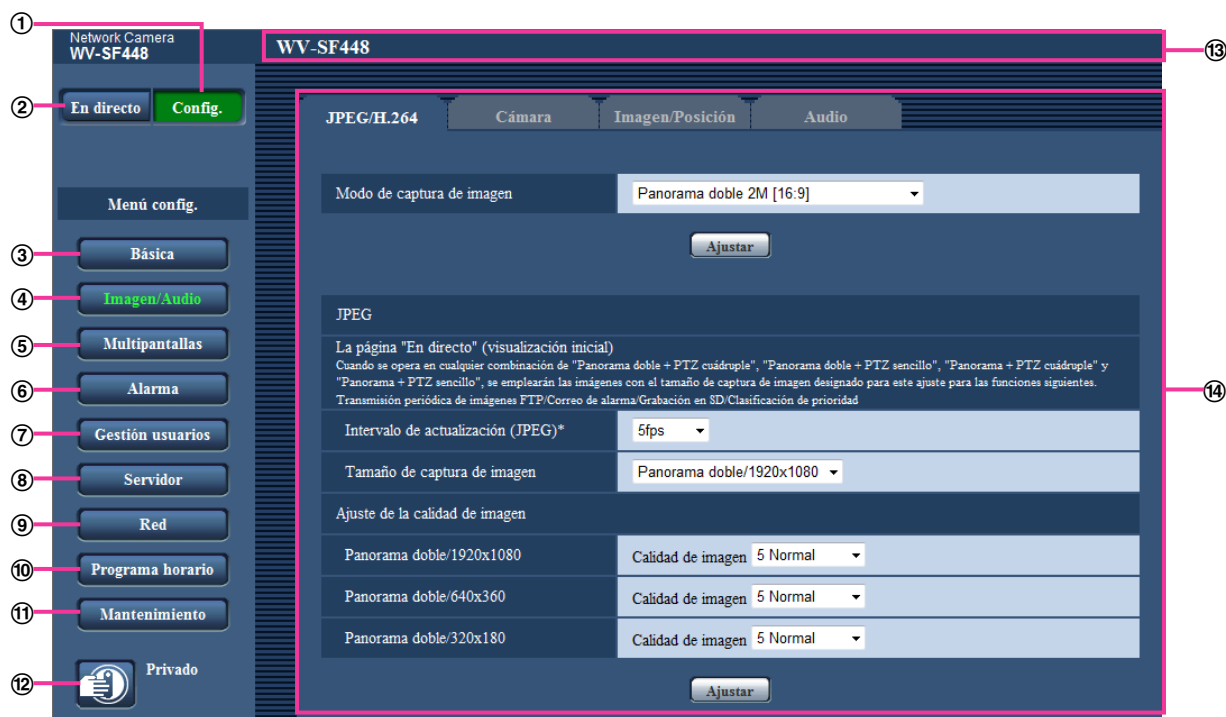 ①
Network Camera
WV-SF448
WV-SF448
⑬
②
En directo
Config.
JPEG/H.264
Cámara
Imagen/Posición
Audio
Modo de captura de imagen
Panorama doble 2M [16:9]
Menú config.
Ajustar
③
Básica
④
Imagen/Audio
⑤
Multipantallas
⑥
Alarma
⑦
Gestión usuarios
⑧
Servidor
⑨
Red
⑩
Programa horario
⑪
Mantenimiento
⑫
Privado
JPEG
La página "En directo" (visualización inicial)
Cuando se opera en cualquier combinación de "Panorama doble + PTZ cuádruple", "Panorama doble + PTZ sencillo", "Panorama + PTZ cuádruple" y
"Panorama + PTZ sencillo", se emplearán las imágenes con el tamaño de captura de imagen designado para este ajuste para las funciones siguientes.
Transmisión periódica de imágenes FTP/Correo de alarma/Grabación en SD/Clasificación de prioridad
⑭
Intervalo de actualización (JPEG)*
5fps
Tamaño de captura de imagen
Panorama doble/1920x1080
Ajuste de la calidad de imagen
Panorama doble/1920x1080
Calidad de imagen 5 Normal
Panorama doble/640x360
Calidad de imagen 5 Normal
Panorama doble/320x180
Calidad de imagen 5 Normal
Ajustar